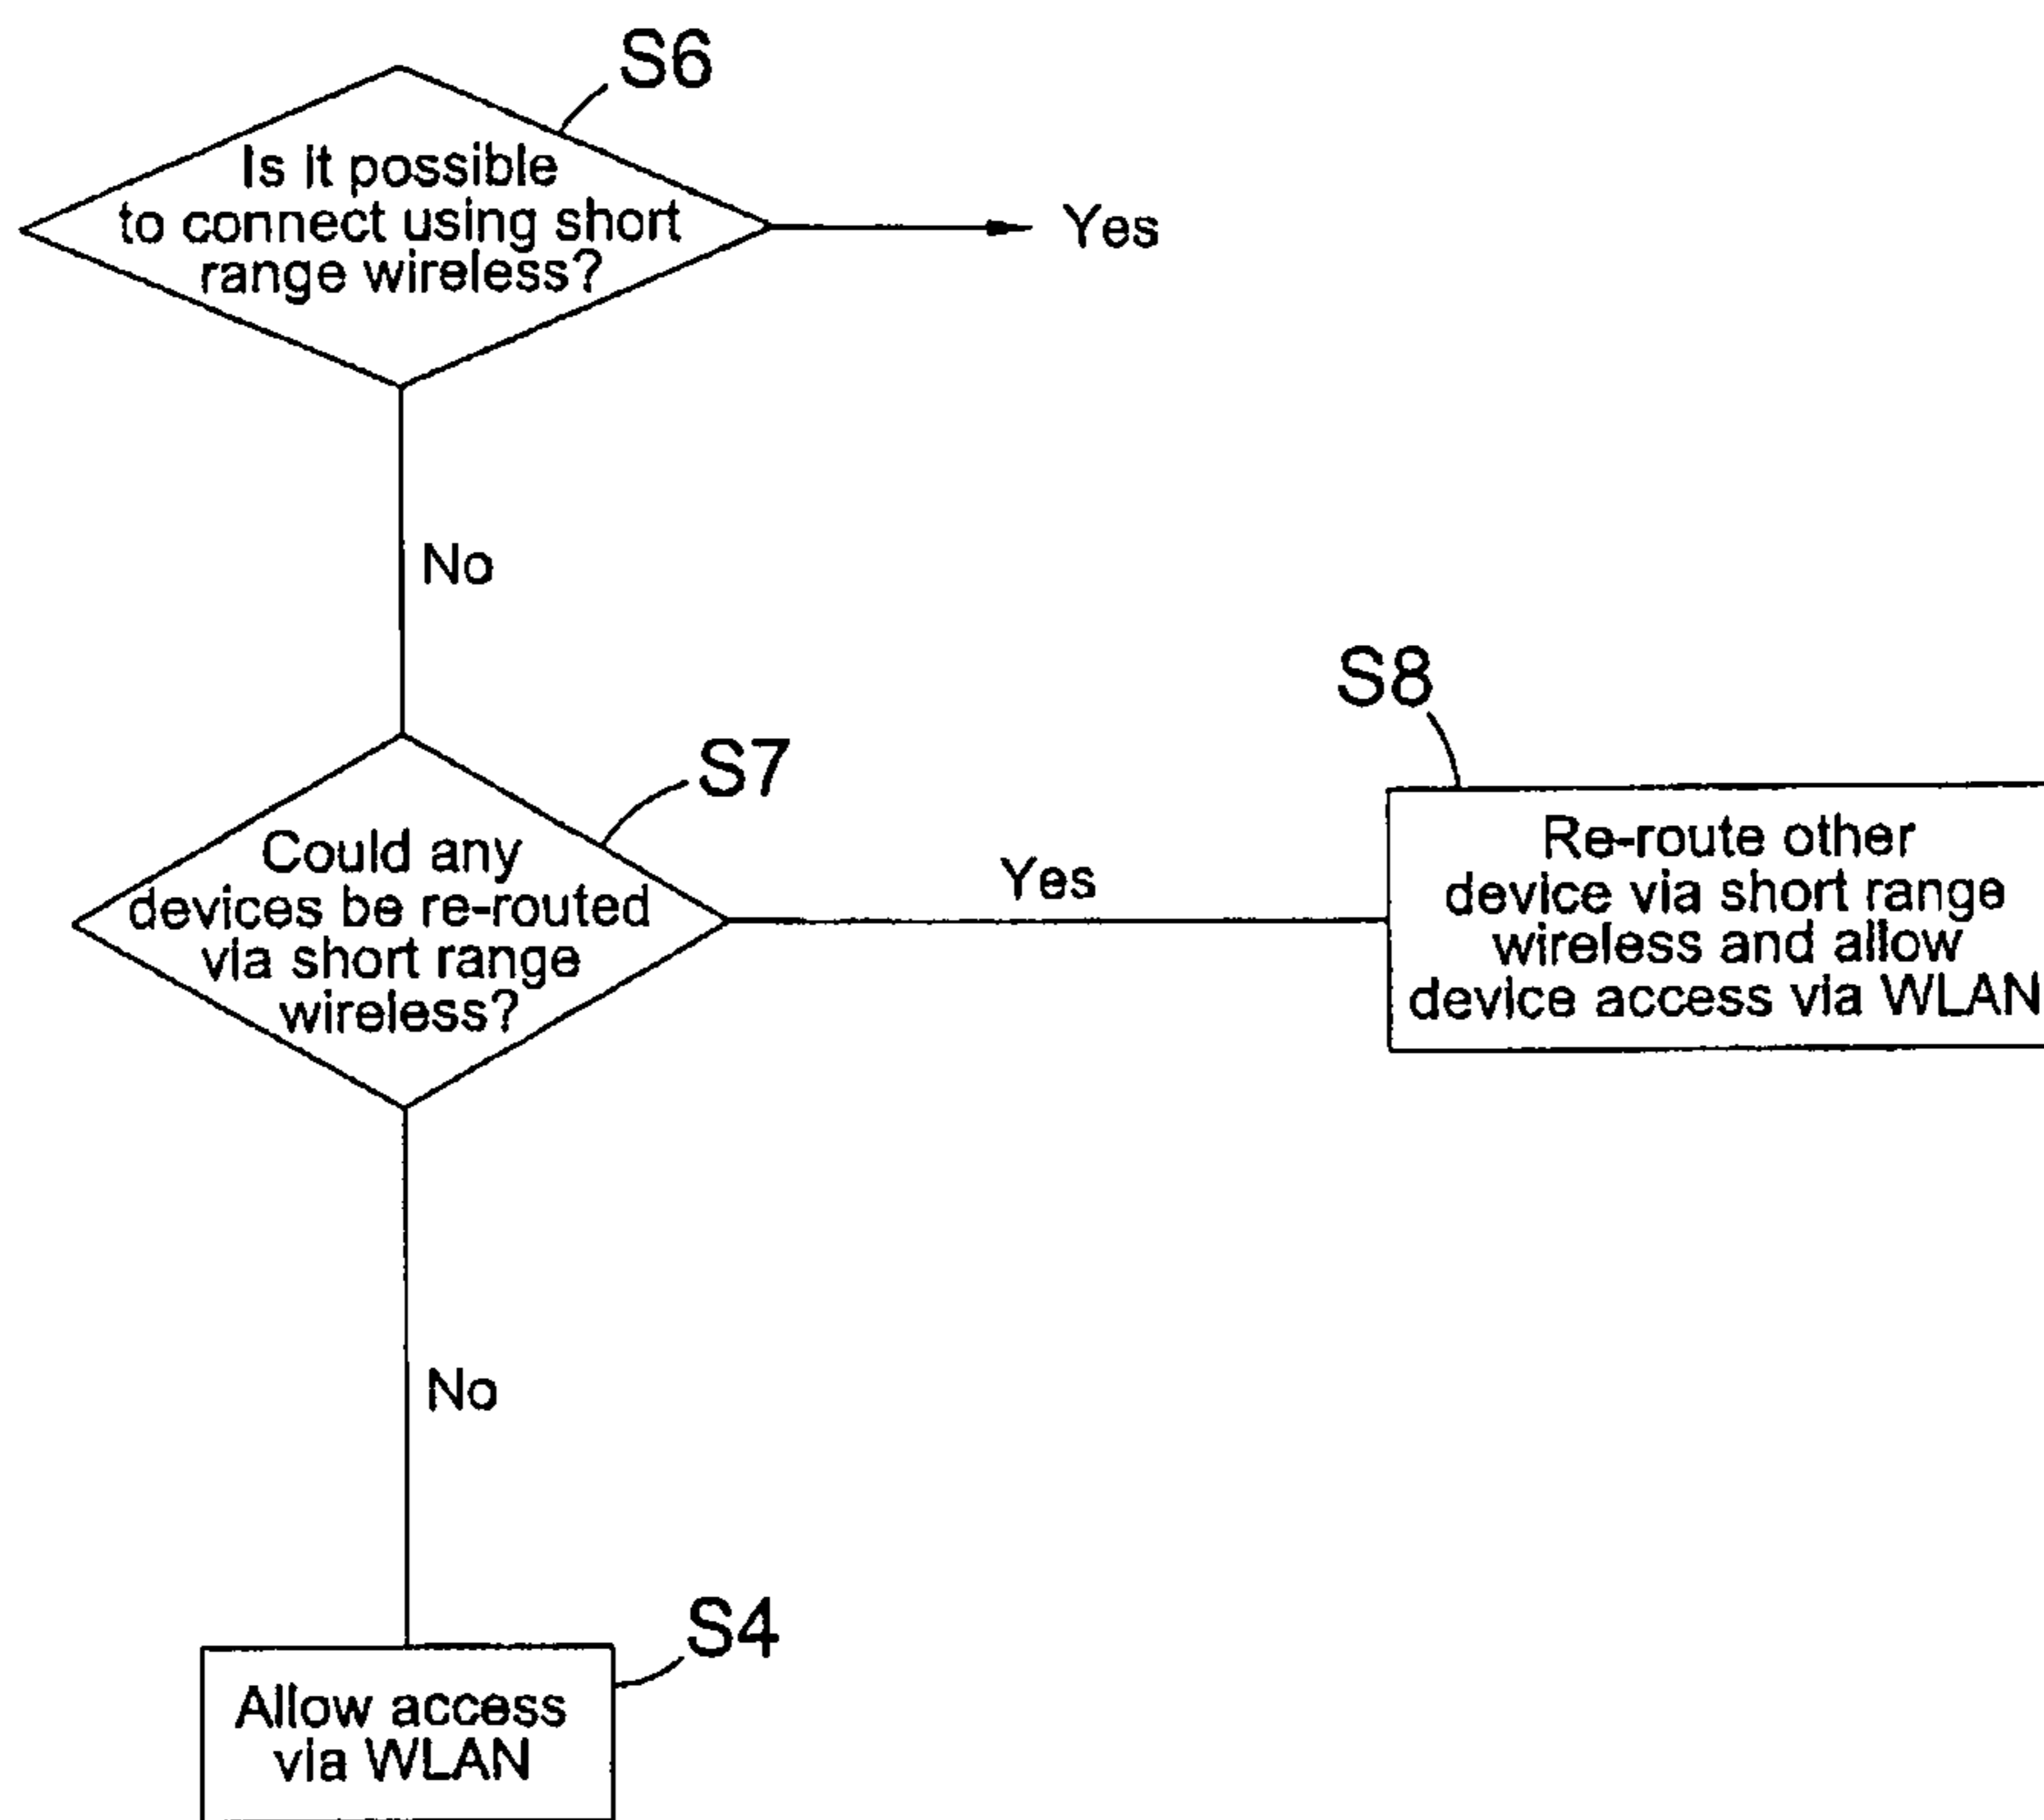 S6
Is it possible
to connect using short
range wireless?
Yes
No
S8
S7
Could any
devices be re-routed
via short range
wireless?
Yes
Re-route other
device via short range
wireless and allow
device access via WLAN
No
S4
Allow access
via WLAN